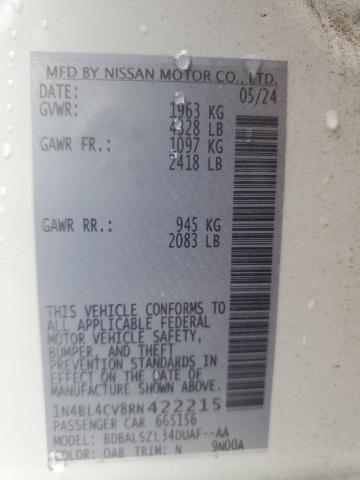 MFD BY NISSAN MOTOR CO., LTD.
DATE: 05/24
GVWR: 1963 KG
4328 LB
GAWR FR.: 1097 KG
2418 LB
GAWR RR.: 945 KG
2083 LB
THIS VEHICLE CONFORMS TO
ALL APPLICABLE FEDERAL
MOTOR VEHICLE SAFETY,
BUMPER, AND THEFT
PREVENTION STANDARDS IN
EFFECT ON THE DATE OF
MANUFACTURE SHOWN ABOVE.
1N4BL4CV8RN422215
PASSENGER CAR 665156
MODEL: BDBALSZL34DUAF--AA
COLOR: QAB TRIM: N 9N00A